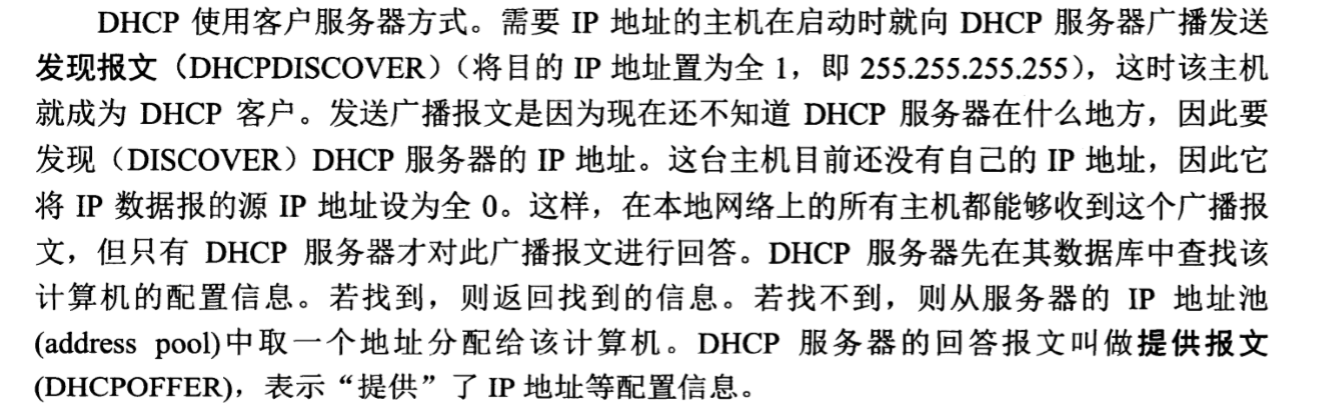 DHCP 使用客户服务器方式。需要 IP 地址的主机在启动时就向 DHCP 服务器广播发送
发现报文（DHCPDISCOVER）（将目的 IP 地址置为全 1，即 255.255.255.255），这时该主机
就成为 DHCP 客户。发送广播报文是因为现在还不知道 DHCP 服务器在什么地方，因此要
发现（DISCOVER）DHCP 服务器的 IP 地址。这台主机目前还没有自己的 IP 地址，因此它
将 IP 数据报的源 IP 地址设为全 0。这样，在本地网络上的所有主机都能够收到这个广播报
文，但只有 DHCP 服务器才对此广播报文进行回答。DHCP 服务器先在其数据库中查找该
计算机的配置信息。若找到，则返回找到的信息。若找不到，则从服务器的 IP 地址池
(address pool)中取一个地址分配给该计算机。DHCP 服务器的回答报文叫做提供报文
(DHCPOFFER)，表示“提供”了 IP 地址等配置信息。